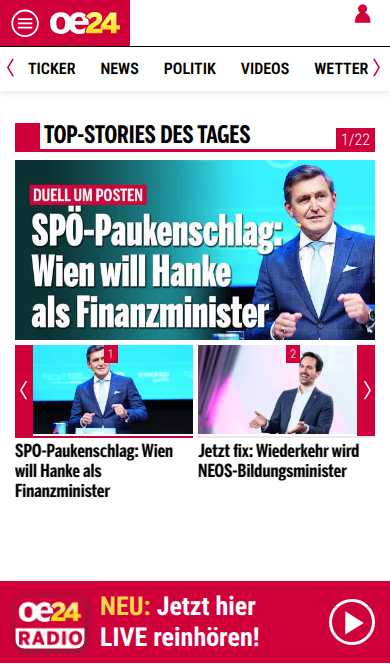 oe24
TICKER NEWS POLITIK VIDEOS WETTER
TOP-STORIES DES TAGES
1/22
DUELL UM POSTEN
SPÖ-Paukenschlag:
Wien will Hanke
als Finanzminister
1
2
SPÖ-Paukenschlag: Wien
will Hanke als
Finanzminister
Jetzt fix: Wiederkehr wird
NEOS-Bildungsminister
oe24
RADIO
NEU: Jetzt hier
LIVE reinhören!